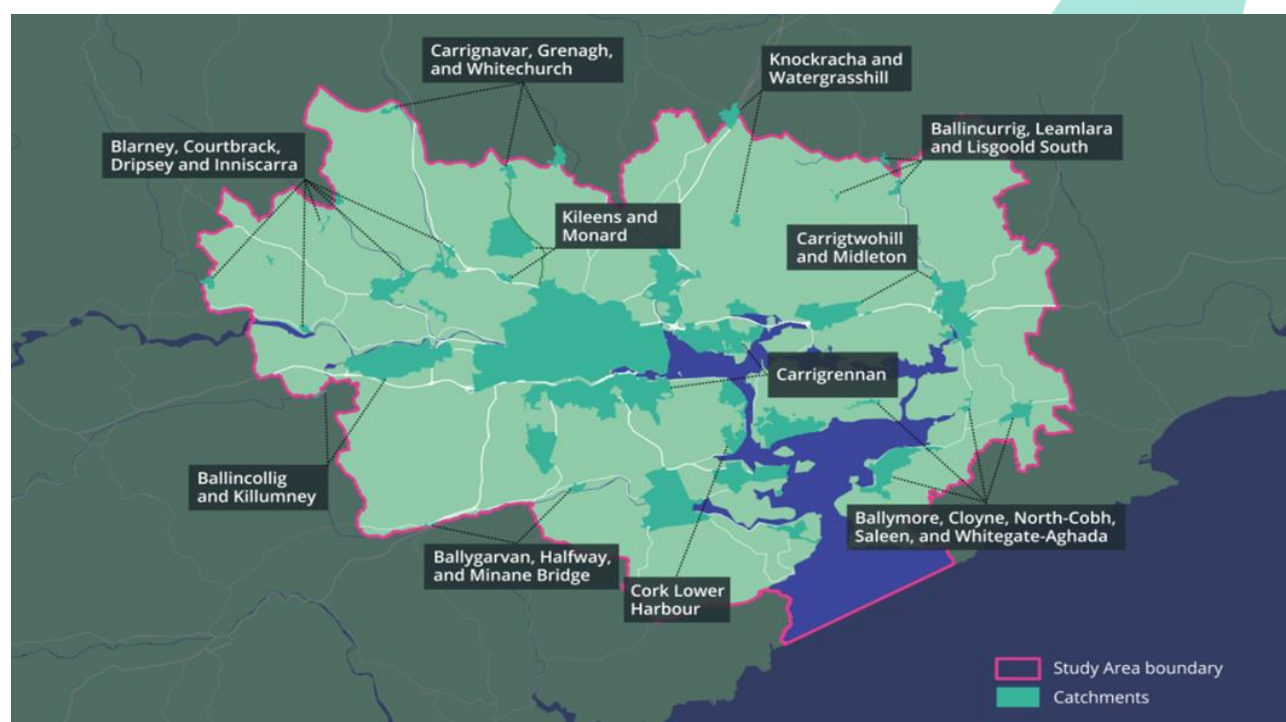 Carrignavar, Grenagh,
and Whitechurch
Knockracha and
Watergrasshill
Ballincurrig, Leamlara
and Lisgoold South
Blarney, Courtbrack,
Dripsey and Inniscarra
Kileens and
Monard
Carrigtwohill
and Midleton
Carrigrennan
Ballincollig
and Killumney
Ballymore, Cloyne, North-Cobh,
Saleen, and Whitegate-Aghada
Ballygarvan, Halfway,
and Minane Bridge
Cork Lower
Harbour
Study Area boundary
Catchments